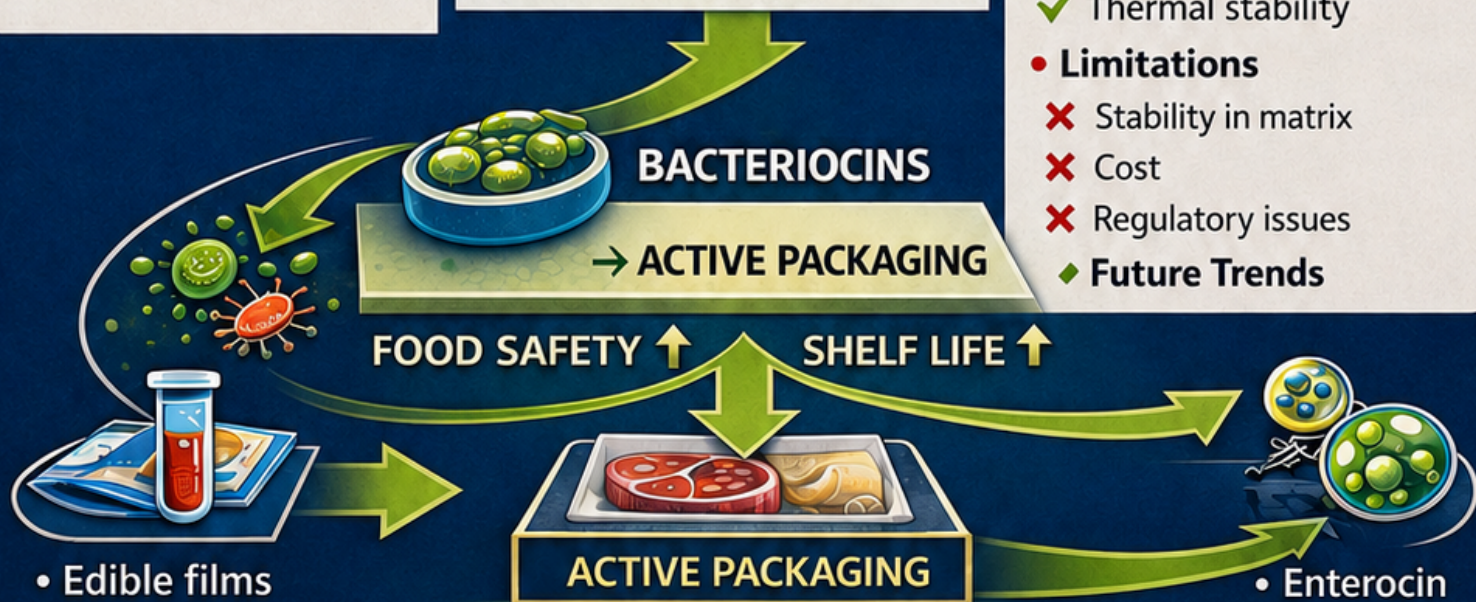 Thermal stability
• Limitations
Stability in matrix
Cost
Regulatory issues
Future Trends
BACTERIOCINS
→ ACTIVE PACKAGING
FOOD SAFETY ↑
SHELF LIFE ↑
ACTIVE PACKAGING
• Edible films
• Enterocin